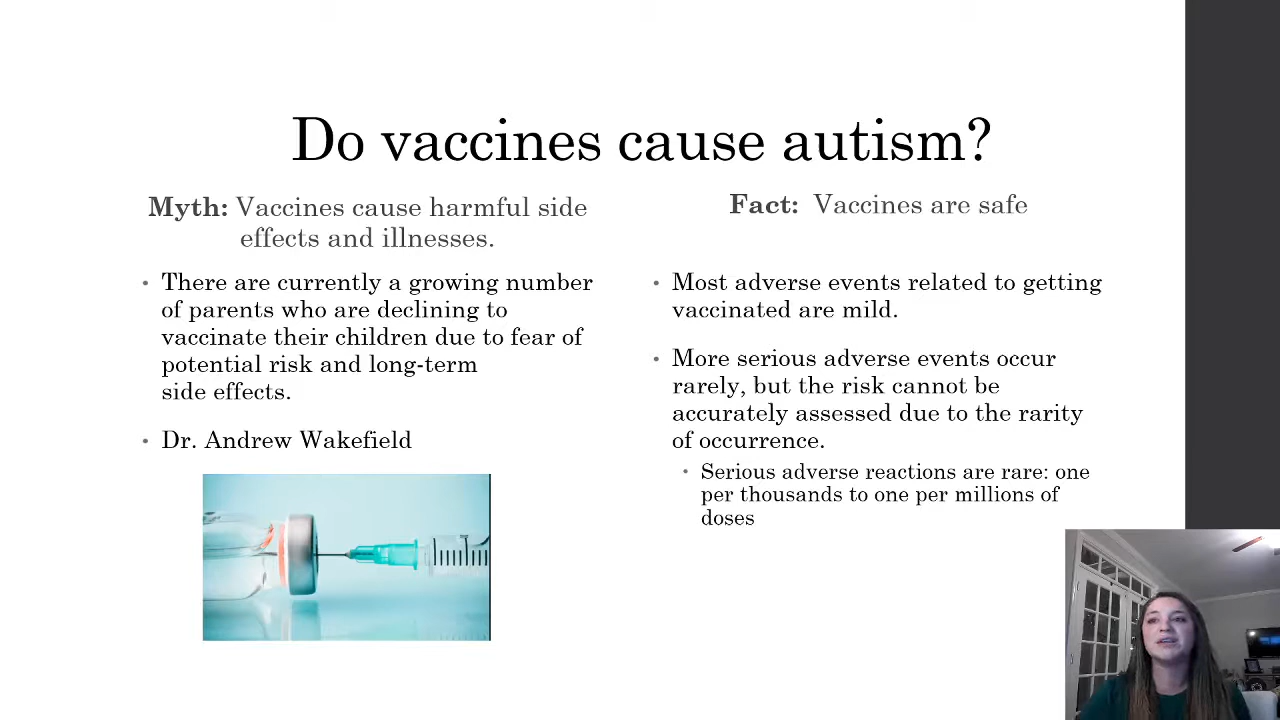 Do vaccines cause autism?
Myth: Vaccines cause harmful side
effects and illnesses.
• There are currently a growing number
of parents who are declining to
vaccinate their children due to fear of
potential risk and long-term
side effects.
• Dr. Andrew Wakefield
Fact: Vaccines are safe
• Most adverse events related to getting
vaccinated are mild.
• More serious adverse events occur
rarely, but the risk cannot be
accurately assessed due to the rarity
of occurrence.
• Serious adverse reactions are rare: one
per thousands to one per millions of
doses